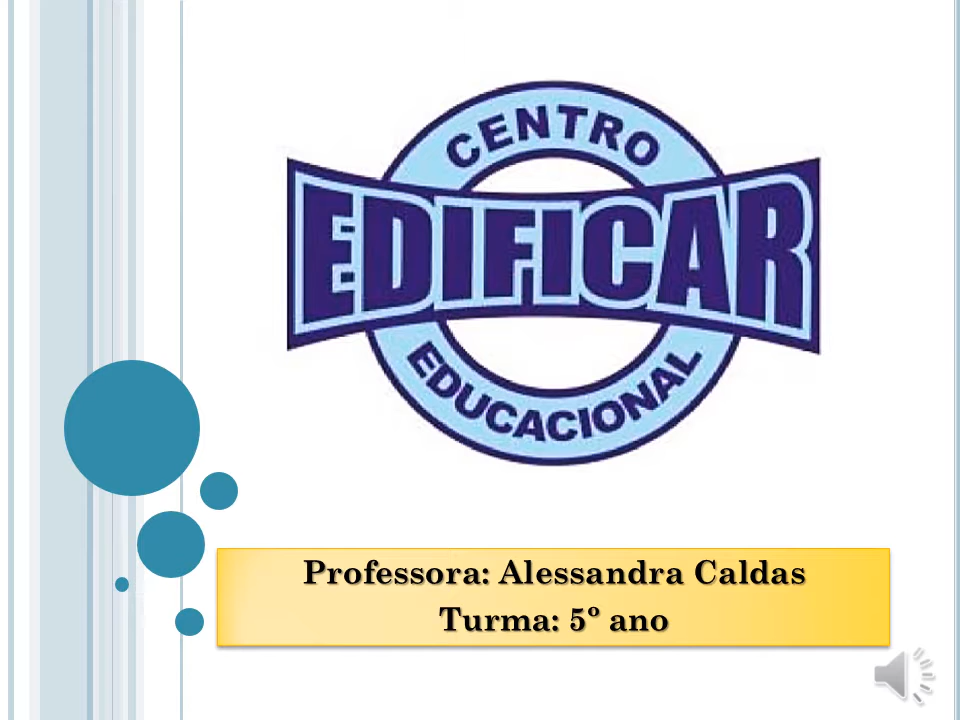 CENTRO
EDIFICAR
EDUCACIONAL
Professora: Alessandra Caldas
Turma: 5º ano